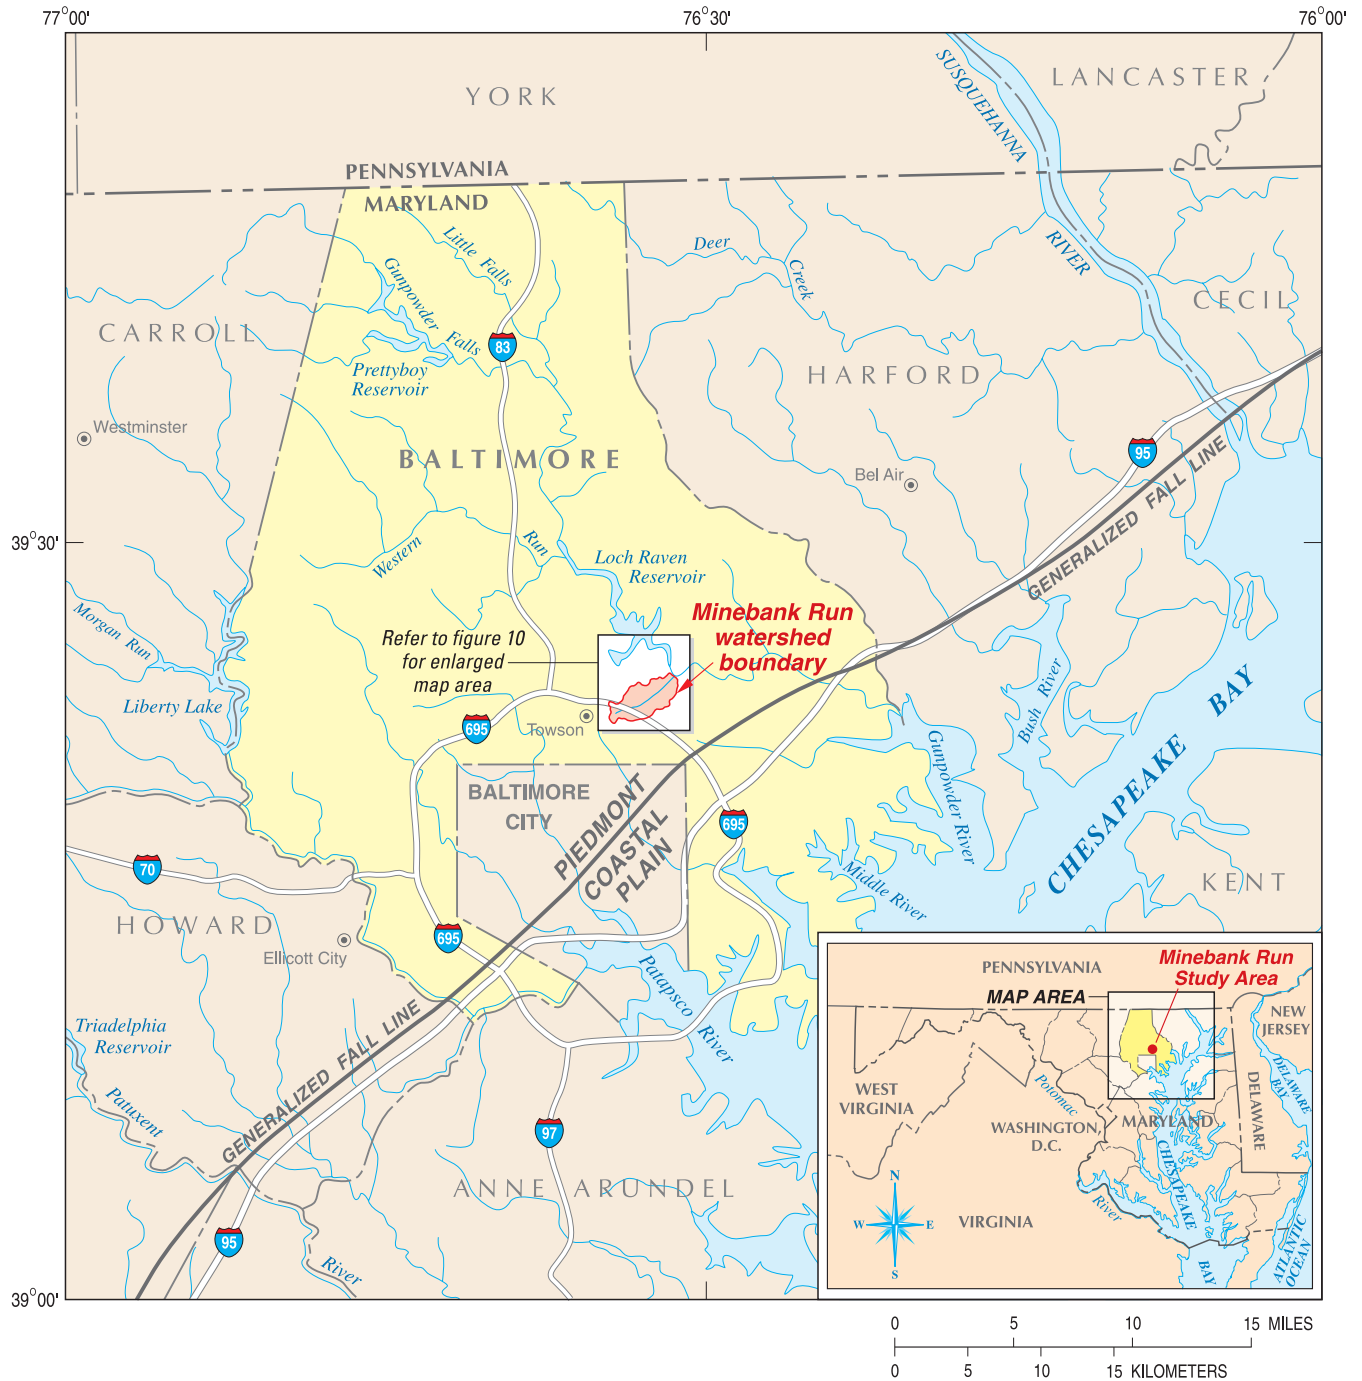 77°00'
76°30'
76°00'
YORK
LANCASTER
SUSQUEHANNA
RIVER
PENNSYLVANIA
MARYLAND
Little Falls
Gunpowder
Falls
Deer
Creek
CECIL
CARROLL
83
Prettyboy
Reservoir
HARFORD
Westminster
BALTIMORE
95
Bel Air
GENERALIZED FALL LINE
39°30'
Western
Run
Loch Raven
Reservoir
Morgan Run
Minebank Run
watershed
boundary
Refer to figure 10
for enlarged
map area
Liberty Lake
695
Towson
Bush River
Gunpowder River
CHESAPEAKE
BAY
BALTIMORE
CITY
PIEDMONT
COASTAL
PLAIN
695
70
Middle River
KENT
HOWARD
695
Ellicott City
Patapsco
River
Triadelphia
Reservoir
Patuxent
GENERALIZED FALL LINE
97
ANNE ARUNDEL
95
River
39°00'
PENNSYLVANIA
Minebank Run
Study Area
MAP AREA
NEW
JERSEY
DELAWARE
BAY
DELAWARE
WEST
VIRGINIA
Potomac
WASHINGTON,
D.C.
MARYLAND
CHESAPEAKE
BAY
River
VIRGINIA
N
W
E
S
ATLANTIC
OCEAN
0 5 10 15 MILES
0 5 10 15 KILOMETERS